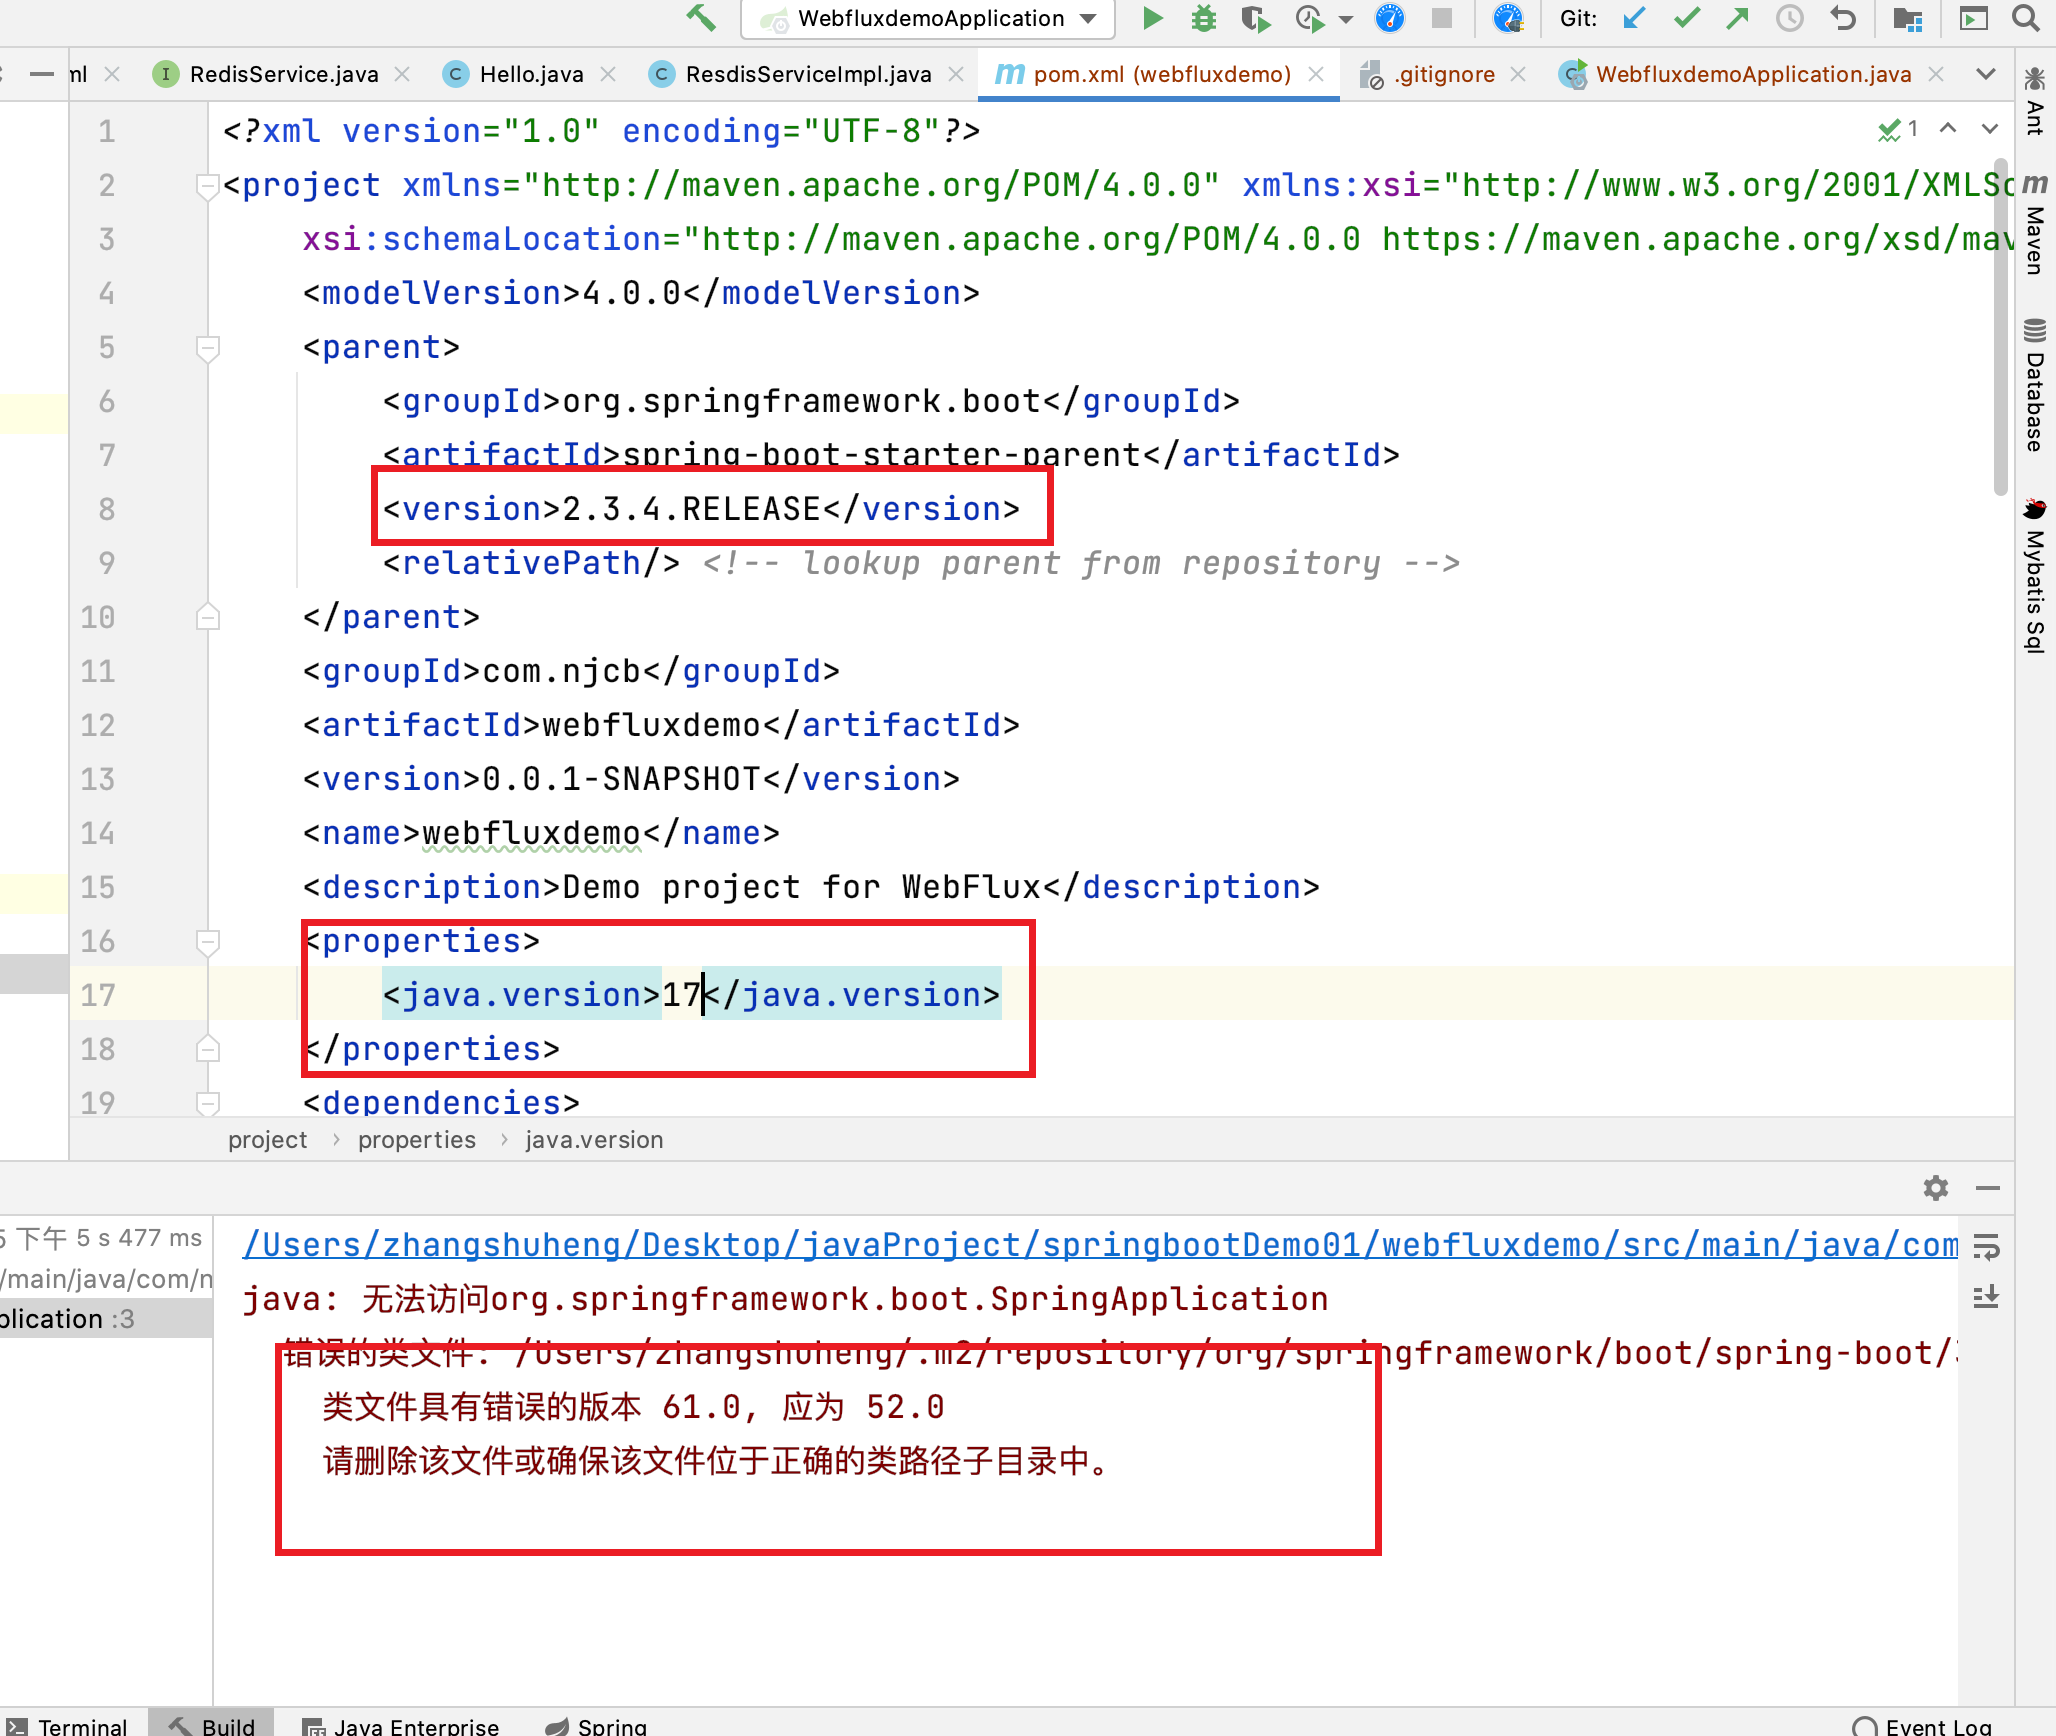 WebfluxdemoApplication
Git:
ml
RedisService.java
Hello.java
ResdisServiceImpl.java
pom.xml (webfluxdemo)
.gitignore
WebfluxdemoApplication.java
1 <?xml version="1.0" encoding="UTF-8"?>
1
2 <project xmlns="http://maven.apache.org/POM/4.0.0" xmlns:xsi="http://www.w3.org/2001/XMLSc
3 xsi:schemaLocation="http://maven.apache.org/POM/4.0.0 https://maven.apache.org/xsd/mav
4 <modelVersion>4.0.0</modelVersion>
5 <parent>
6 <groupId>org.springframework.boot</groupId>
7 <artifactId>spring-boot-starter-parent</artifactId>
8 <version>2.3.4.RELEASE</version>
9 <relativePath/> <!-- lookup parent from repository -->
10 </parent>
11 <groupId>com.njcb</groupId>
12 <artifactId>webfluxdemo</artifactId>
13 <version>0.0.1-SNAPSHOT</version>
14 <name>webfluxdemo</name>
15 <description>Demo project for WebFlux</description>
16 <properties>
17 <java.version>17</java.version>
18 </properties>
19 <dependencies>
Ant
Maven
Database
Mybatis Sql
project > properties > java.version
5 下午 5 s 477 ms
/main/java/com/n
plication :3
/Users/zhangshuheng/Desktop/javaProject/springbootDemo01/webfluxdemo/src/main/java/com
java: 无法访问org.springframework.boot.SpringApplication
错误的类文件: /Users/zhangshuheng/.m2/repository/org/springframework/boot/spring-boot/3
类文件具有错误的版本 61.0, 应为 52.0
请删除该文件或确保该文件位于正确的类路径子目录中。
Terminal
Build
Java Enterprise
Spring
Event Log